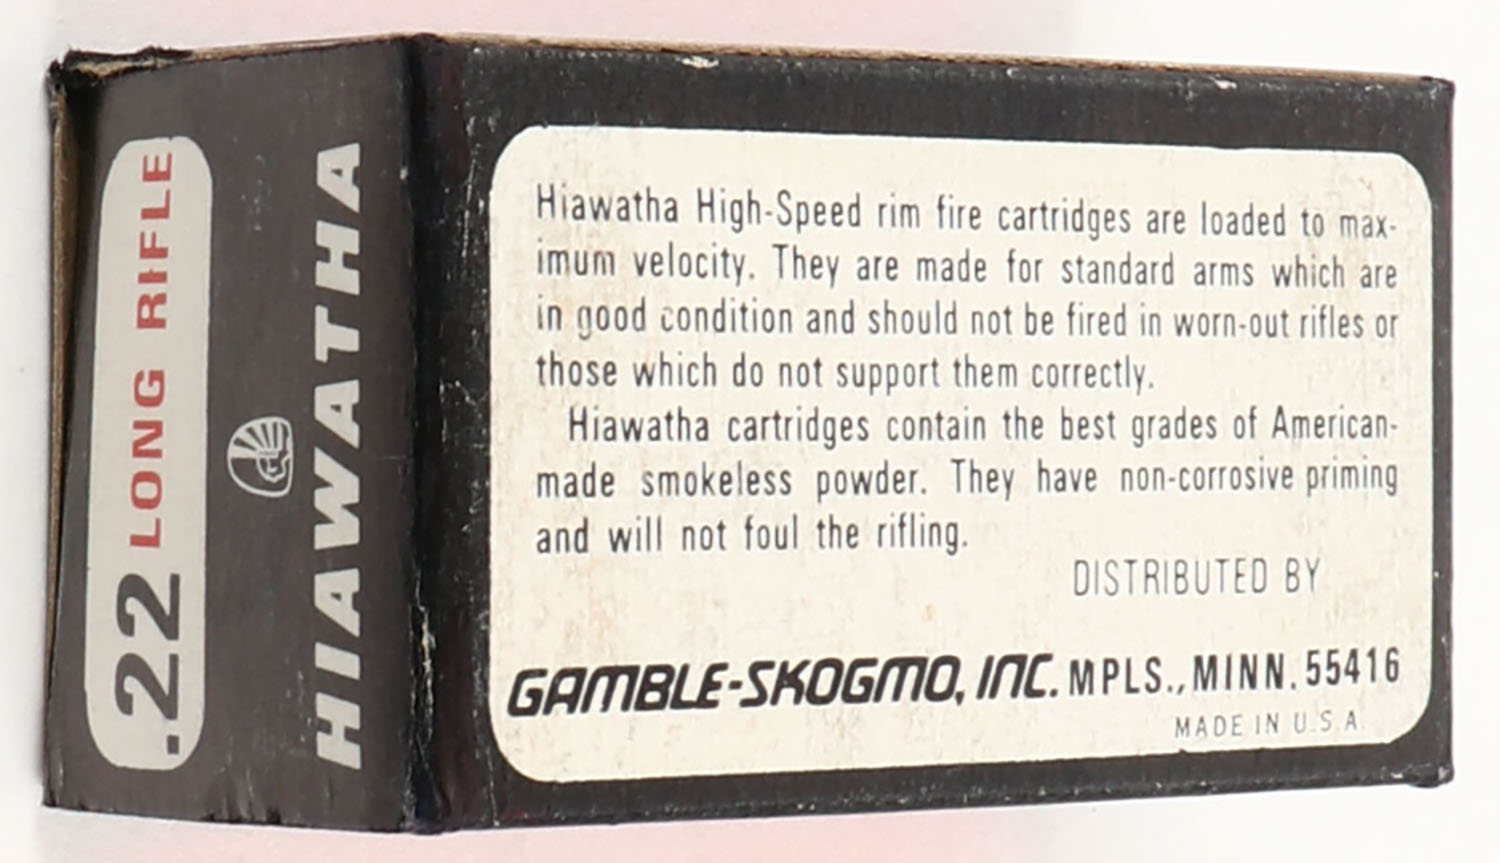 .22 LONG RIFLE
HIAWATHA
Hiawatha High-Speed rim fire cartridges are loaded to max-
imum velocity. They are made for standard arms which are
in good condition and should not be fired in worn-out rifles or
those which do not support them correctly.
Hiawatha cartridges contain the best grades of American-
made smokeless powder. They have non-corrosive priming
and will not foul the rifling.
DISTRIBUTED BY
GAMBLE-SKOGMO, INC. MPLS., MINN. 55416
MADE IN U.S.A.